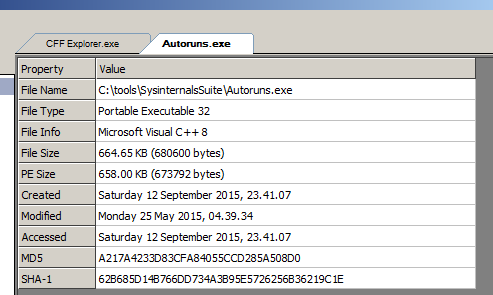 CFF Explorer.exe Autoruns.exe
Property Value
File Name C:\tools\SysinternalsSuite\Autoruns.exe
File Type Portable Executable 32
File Info Microsoft Visual C++ 8
File Size 664.65 KB (680600 bytes)
PE Size 658.00 KB (673792 bytes)
Created Saturday 12 September 2015, 23.41.07
Modified Monday 25 May 2015, 04.39.34
Accessed Saturday 12 September 2015, 23.41.07
MD5 A217A4233D83CFA84055CCD285A508D0
SHA-1 62B685D14B766DD734A3B95E5726256B36219C1E